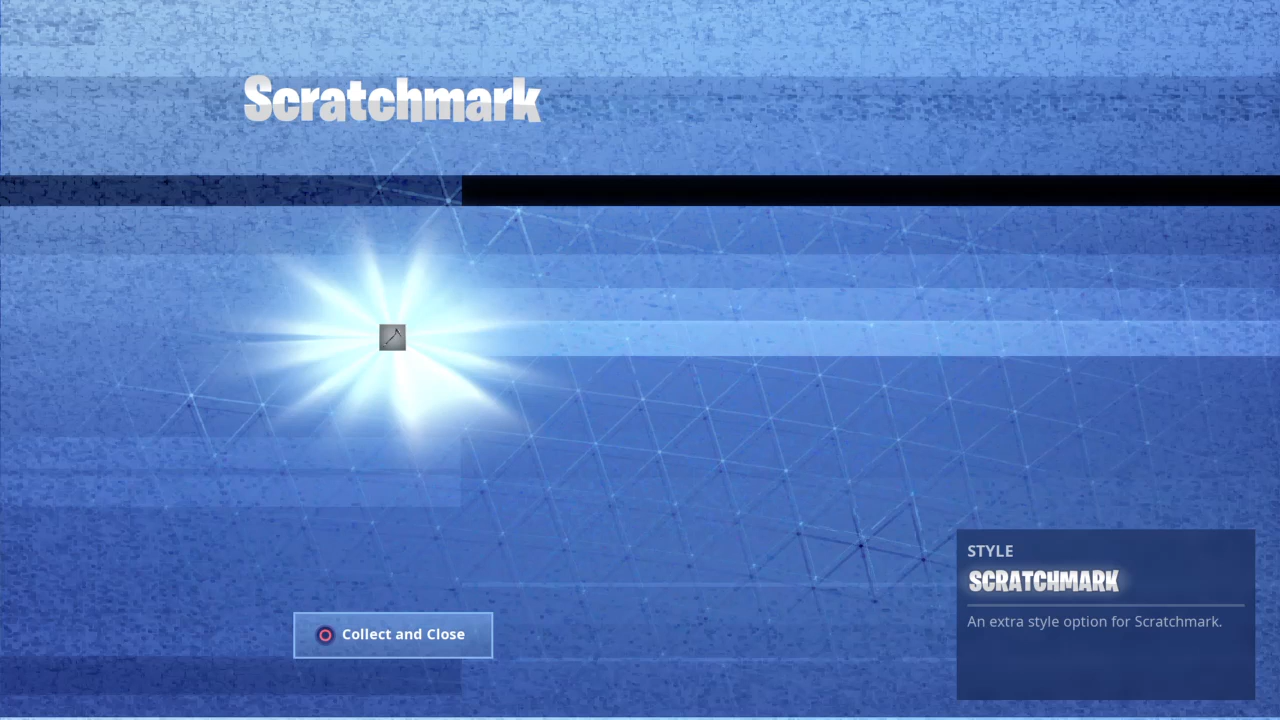 Scratchmark
STYLE
SCRATCHMARK
An extra style option for Scratchmark.
Collect and Close